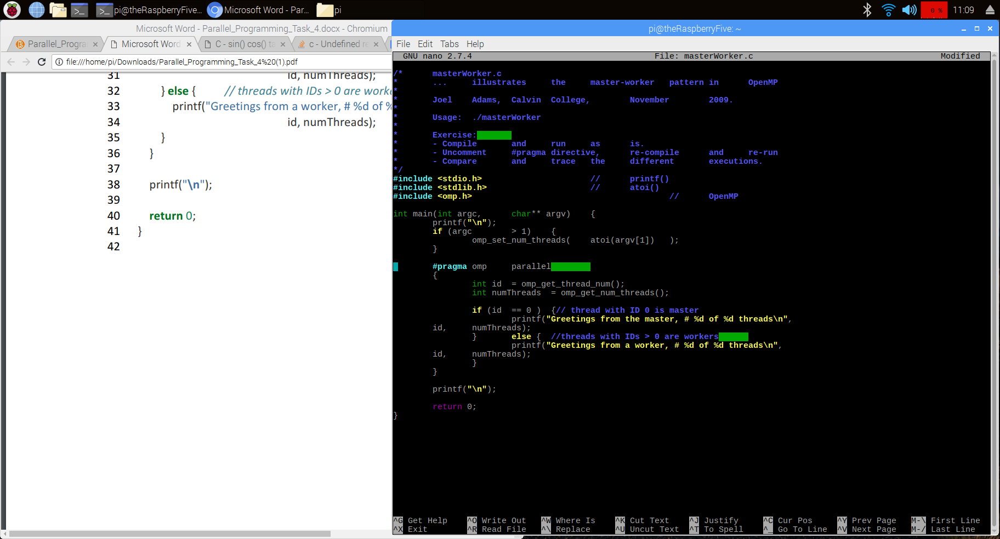 pi@theRaspberryFive... Microsoft Word - Par... pi 0 % 11:09
Microsoft Word - Parallel_Programming_Task_4.docx - Chromium
Parallel_Progra Microsoft Word C - sin() cos() ta c - Undefined re
file:///home/pi/Downloads/Parallel_Programming_Task_4%20(1).pdf
31 id, numThreads);
32 } else { // threads with IDs > 0 are worke
33 printf("Greetings from a worker, # %d of %
34 id, numThreads);
35 }
36 }
37
38 printf("\n");
39
40 return 0;
41 }
42
pi@theRaspberryFive: ~
File Edit Tabs Help
GNU nano 2.7.4 File: masterWorker.c Modified
/* masterWorker.c
* ... illustrates the master-worker pattern in OpenMP
*
* Joel Adams, Calvin College, November 2009.
*
* Usage: ./masterWorker
*
* Exercise:
* - Compile and run as is.
* - Uncomment #pragma directive, re-compile and re-run
* - Compare and trace the different executions.
*/
#include <stdio.h> // printf()
#include <stdlib.h> // atoi()
#include <omp.h> // OpenMP
int main(int argc, char** argv) {
printf("\n");
if (argc > 1) {
omp_set_num_threads( atoi(argv[1]) );
}
#pragma omp parallel
{
int id = omp_get_thread_num();
int numThreads = omp_get_num_threads();
if (id == 0 ) {// thread with ID 0 is master
printf("Greetings from the master, # %d of %d threads\n",
id, numThreads);
} else { //threads with IDs > 0 are workers
printf("Greetings from a worker, # %d of %d threads\n",
id, numThreads);
}
}
printf("\n");
return 0;
}
^G Get Help ^O Write Out ^W Where Is ^K Cut Text ^J Justify ^C Cur Pos ^Y Prev Page M-\ First Line
^X Exit ^R Read File ^\ Replace ^U Uncut Text ^T To Spell ^_ Go To Line ^V Next Page M-/ Last Line